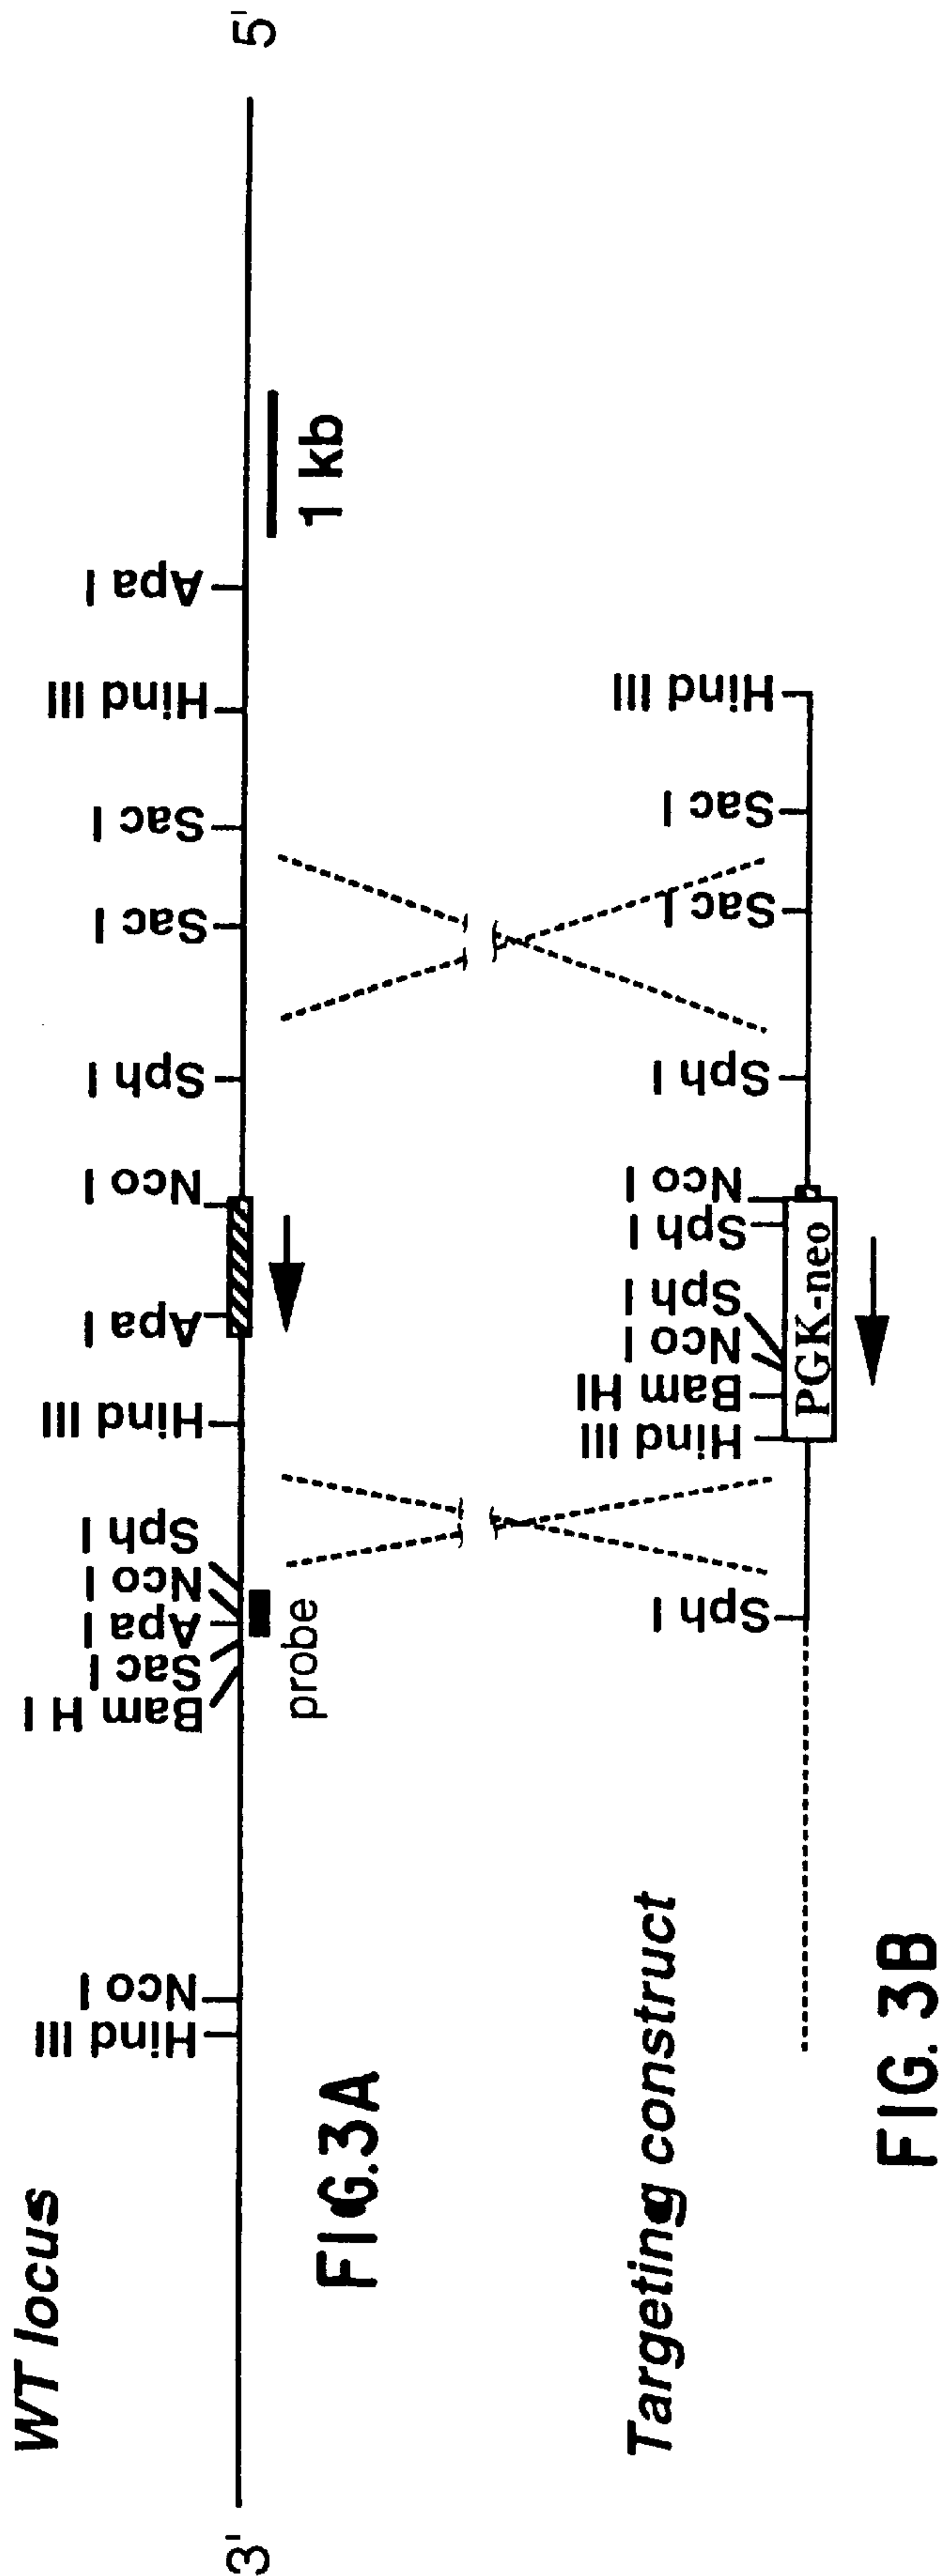 WT locus
3'
Hind III
Nco I
Bam H I
Sac I
Apa I
Nco I
Sph I
Hind III
Apa I
Nco I
Sph I
Sac I
Sac I
Hind III
Apa I
5'
probe
1 kb
FIG.3A
Targeting construct
Sph I
Hind III
Bam HI
Nco I
Sph I
Sph I
Nco I
Sph I
Sac I
Sac I
Hind III
PGK-neo
FIG. 3B